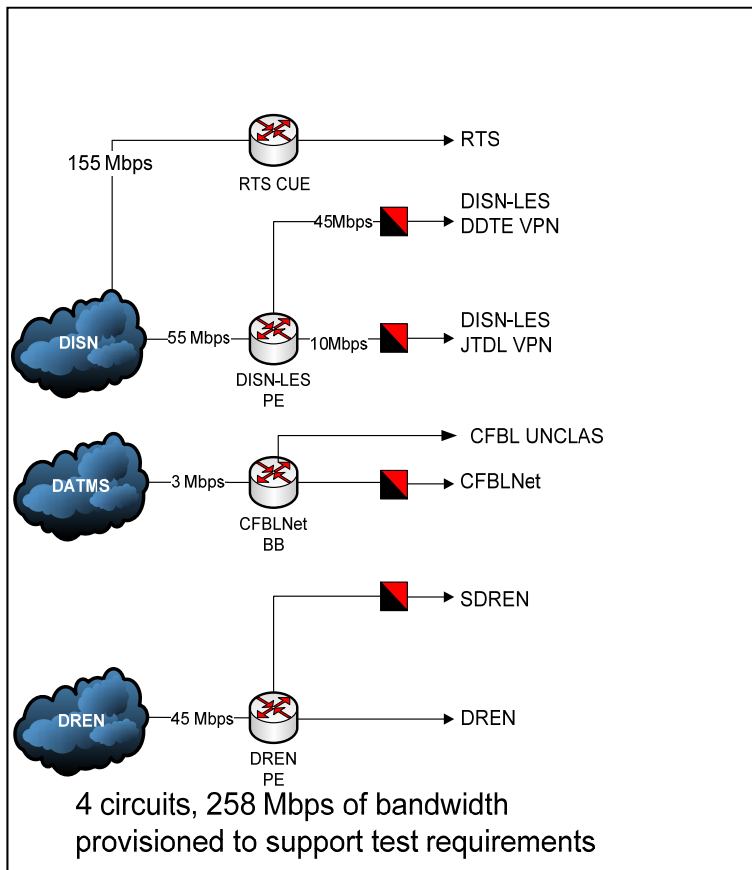 155 Mbps
RTS CUE
RTS
45Mbps
DISN-LES
DDTE VPN
DISN
55 Mbps
DISN-LES
PE
10Mbps
DISN-LES
JTDL VPN
CFBL UNCLAS
DATMS
3 Mbps
CFBLNet
BB
CFBLNet
SDREN
DREN
45 Mbps
DREN
PE
DREN
4 circuits, 258 Mbps of bandwidth
provisioned to support test requirements